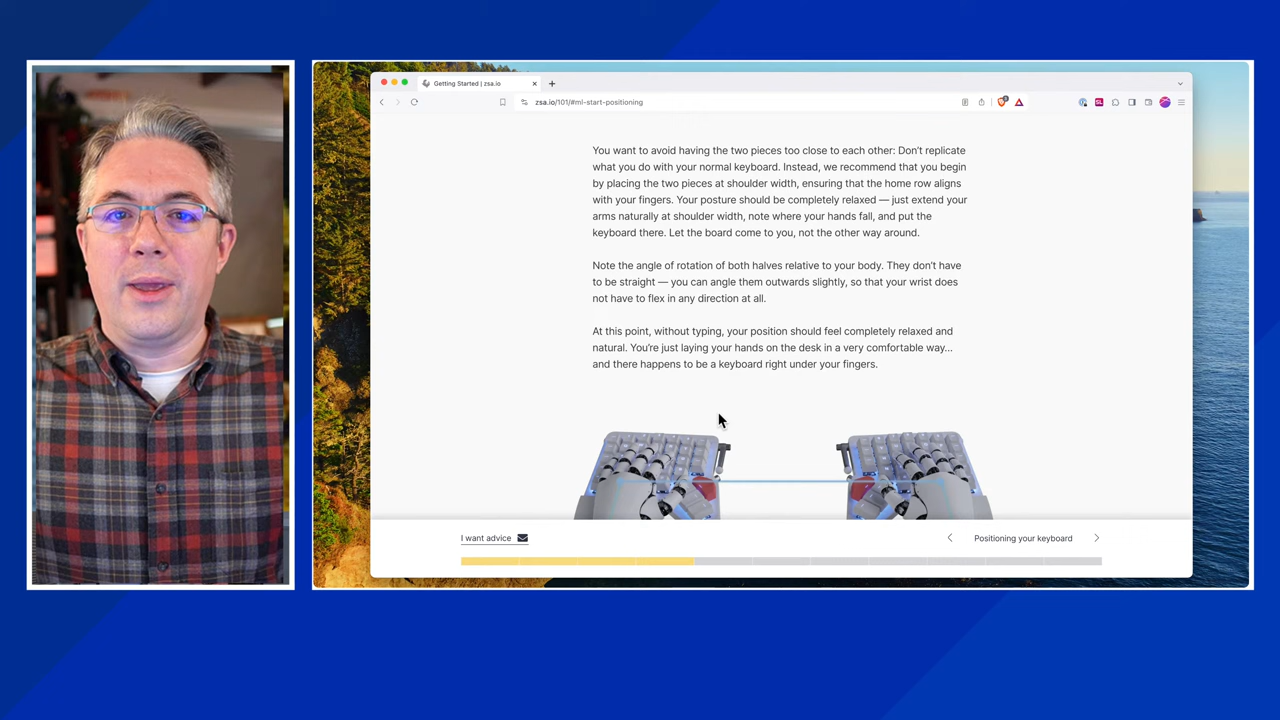 Getting Started | zsa.io
zsa.io/101/#ml-start-positioning
You want to avoid having the two pieces too close to each other: Don't replicate
what you do with your normal keyboard. Instead, we recommend that you begin
by placing the two pieces at shoulder width, ensuring that the home row aligns
with your fingers. Your posture should be completely relaxed — just extend your
arms naturally at shoulder width, note where your hands fall, and put the
keyboard there. Let the board come to you, not the other way around.
Note the angle of rotation of both halves relative to your body. They don't have
to be straight — you can angle them outwards slightly, so that your wrist does
not have to flex in any direction at all.
At this point, without typing, your position should feel completely relaxed and
natural. You're just laying your hands on the desk in a very comfortable way...
and there happens to be a keyboard right under your fingers.
I want advice
Positioning your keyboard